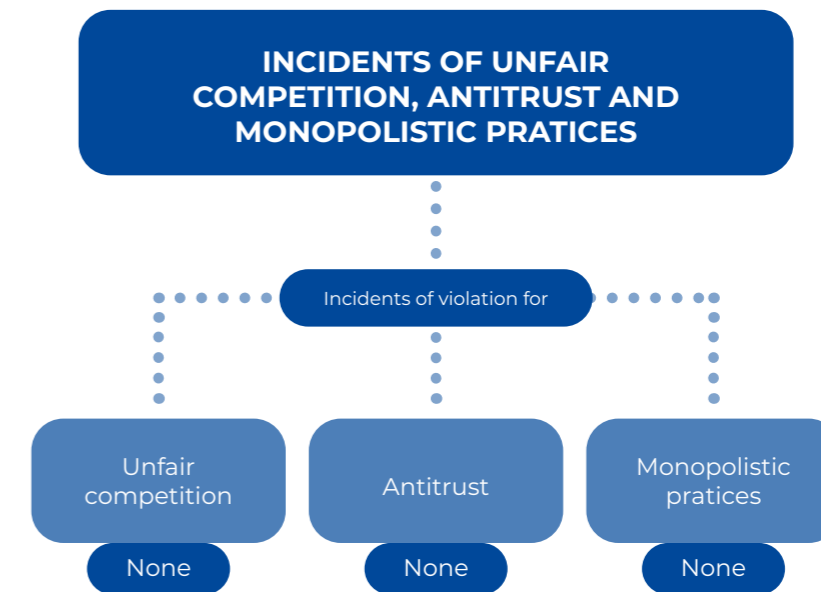 INCIDENTS OF UNFAIR
COMPETITION, ANTITRUST AND
MONOPOLISTIC PRATICES
Incidents of violation for
Unfair
competition
Antitrust
Monopolistic
pratices
None
None
None